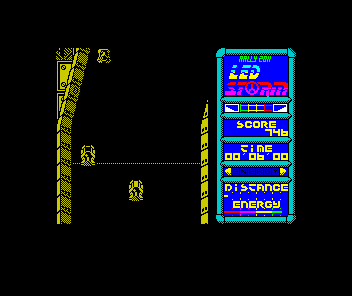 RALLY 2011
LED
STORM
SCORE
746
TIME
00'06'00
DISTANCE
ENERGY